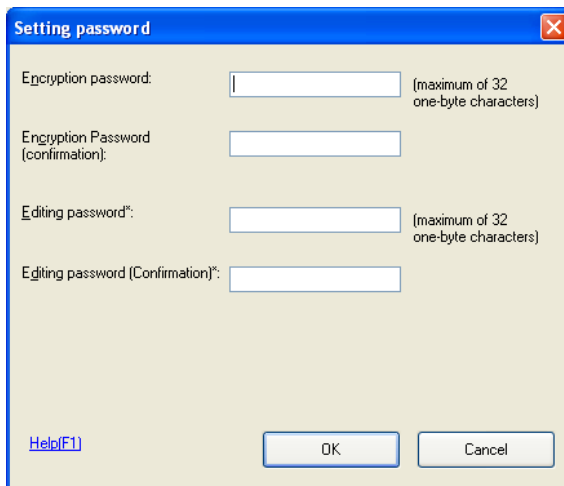 Setting password
Encryption password:
(maximum of 32
one-byte characters)
Encryption Password
(confirmation):
Editing password*:
(maximum of 32
one-byte characters)
Editing password (Confirmation)*:
Help(F1)
OK
Cancel